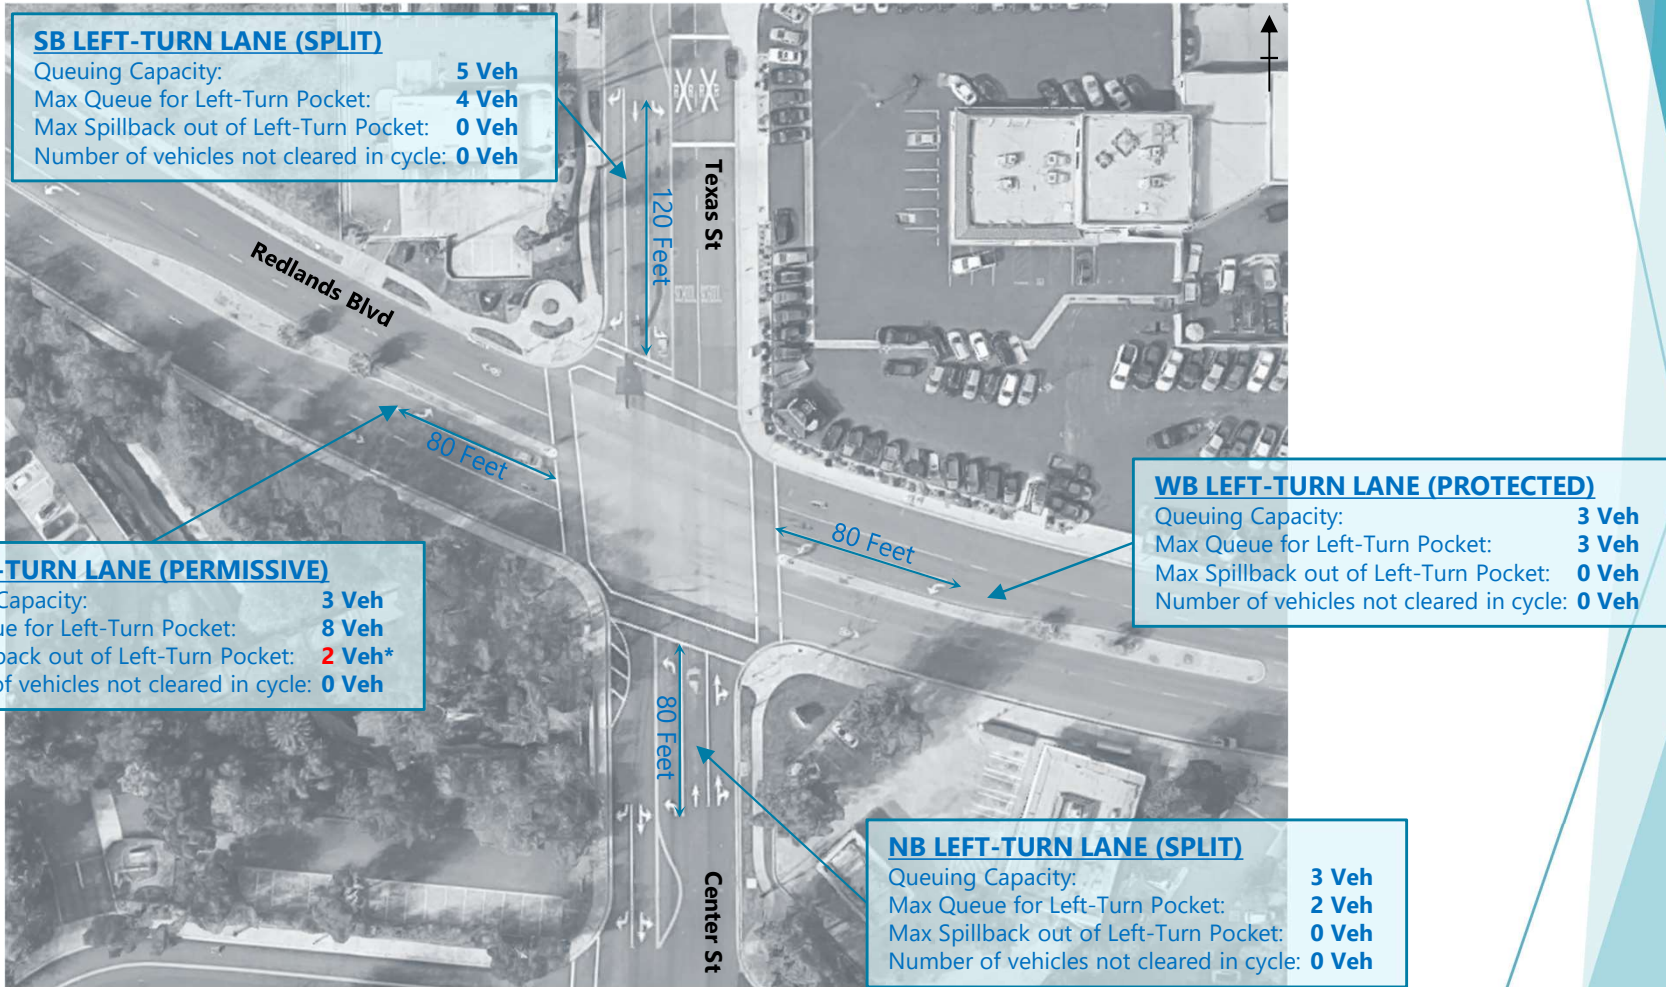 SB LEFT-TURN LANE (SPLIT)
Queuing Capacity: 5 Veh
Max Queue for Left-Turn Pocket: 4 Veh
Max Spillback out of Left-Turn Pocket: 0 Veh
Number of vehicles not cleared in cycle: 0 Veh
Texas St
120 Feet
Redlands Blvd
80 Feet
80 Feet
WB LEFT-TURN LANE (PROTECTED)
Queuing Capacity: 3 Veh
Max Queue for Left-Turn Pocket: 3 Veh
Max Spillback out of Left-Turn Pocket: 0 Veh
Number of vehicles not cleared in cycle: 0 Veh
-TURN LANE (PERMISSIVE)
Capacity: 3 Veh
ue for Left-Turn Pocket: 8 Veh
back out of Left-Turn Pocket: 2 Veh*
of vehicles not cleared in cycle: 0 Veh
80 Feet
Center St
NB LEFT-TURN LANE (SPLIT)
Queuing Capacity: 3 Veh
Max Queue for Left-Turn Pocket: 2 Veh
Max Spillback out of Left-Turn Pocket: 0 Veh
Number of vehicles not cleared in cycle: 0 Veh